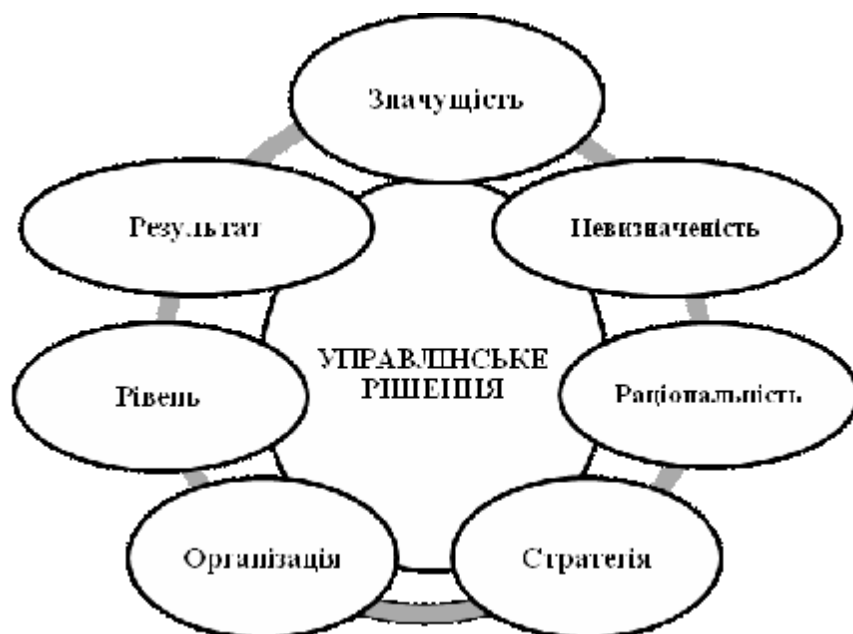 Значущість
Результат
Невизначеність
УПРАВЛІНСЬКЕ
РІШЕННЯ
Рівень
Раціональність
Організація
Стратегія